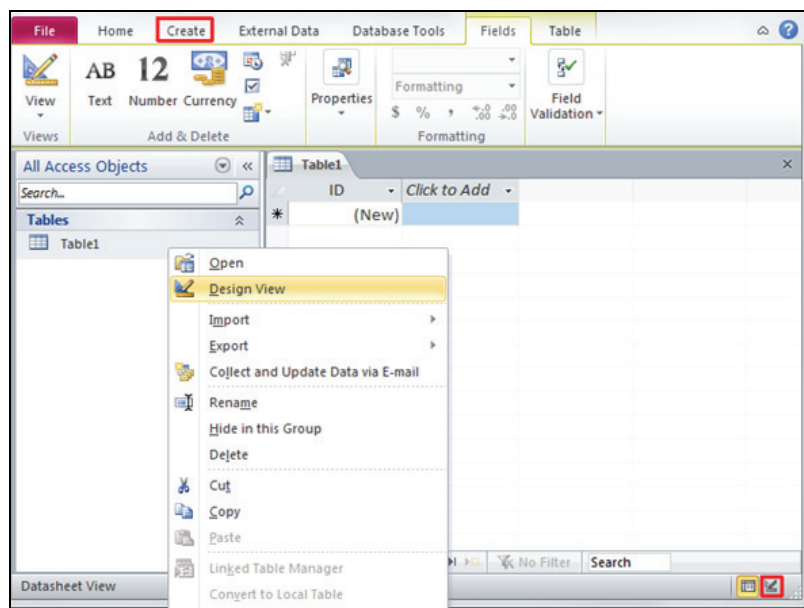 File Home Create External Data Database Tools Fields Table
AB 12
View Text Number Currency Properties Formatting Field Validation
$ % , .00 .00 .0
Views Add & Delete Formatting
All Access Objects
Search...
Tables
Table1
Table1
ID Click to Add
* (New)
Open
Design View
Import
Export
Collect and Update Data via E-mail
Rename
Hide in this Group
Delete
Cut
Copy
Paste
Linked Table Manager
Convert to Local Table
No Filter Search
Datasheet View